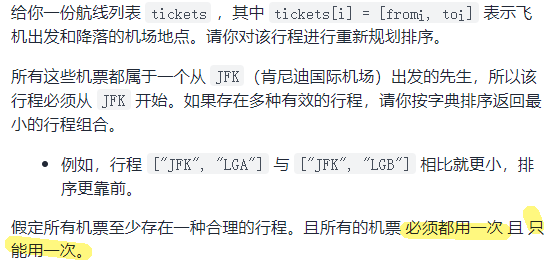 给你一份航线列表 tickets ，其中 tickets[i] = [fromi, toi] 表示飞
机出发和降落的机场地点。请你对该行程进行重新规划排序。
所有这些机票都属于一个从 JFK（肯尼迪国际机场）出发的先生，所以该
行程必须从 JFK 开始。如果存在多种有效的行程，请你按字典排序返回最
小的行程组合。
• 例如，行程 ["JFK", "LGA"] 与 ["JFK", "LGB"] 相比就更小，排
序更靠前。
假定所有机票至少存在一种合理的行程。且所有的机票 必须都用一次 且 只
能用一次。